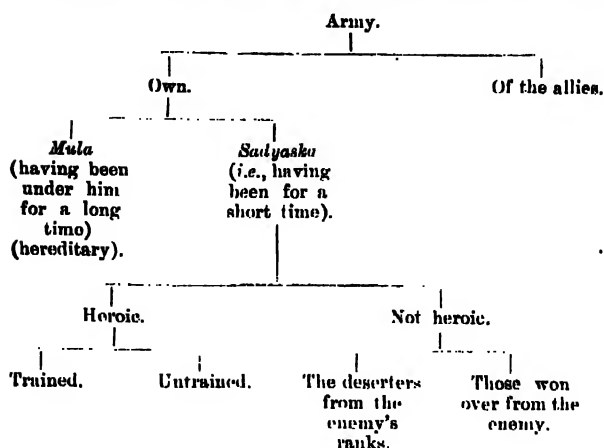 Army.
Own.
Of the allies.
Mula
(having been
under him
for a long
time)
(hereditary).
Sadyaska
(i.e., having
been for a
short time).
Heroic.
Not heroic.
Trained.
Untrained.
The deserters
from the
enemy's
ranks.
Those won
over from the
enemy.